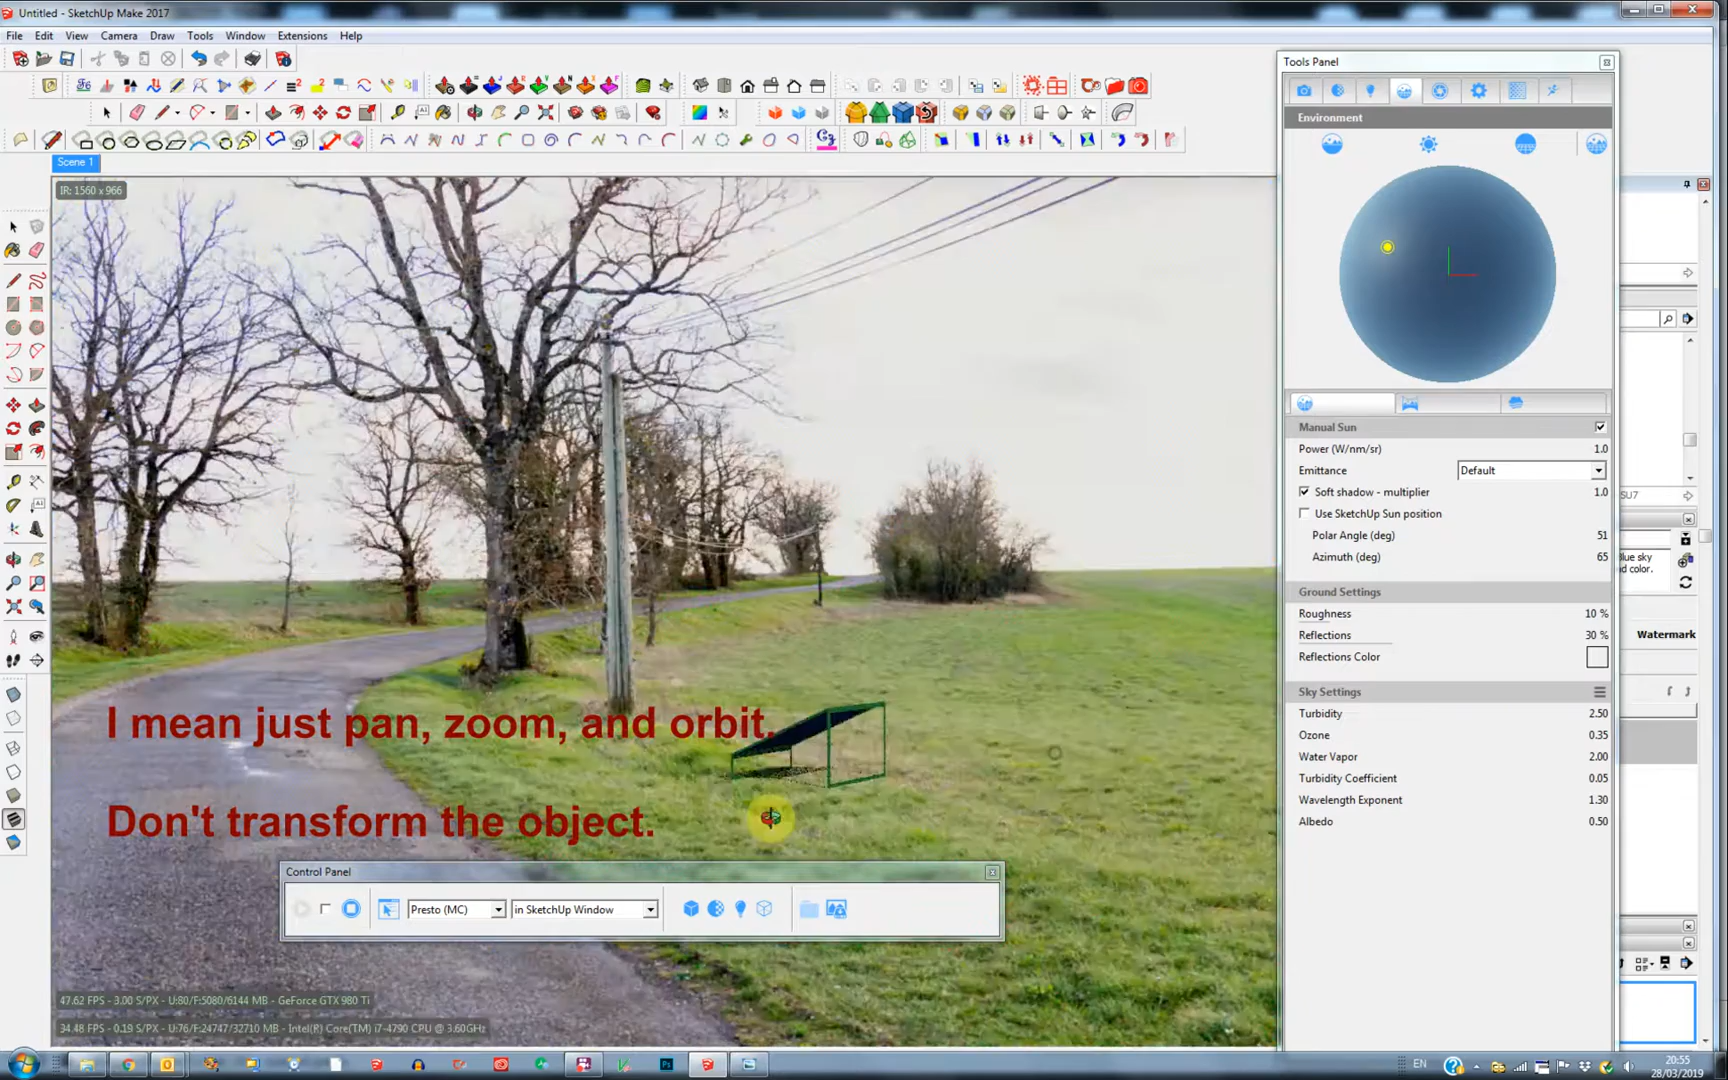 Untitled - SketchUp Make 2017
File Edit View Camera Draw Tools Window Extensions Help
Scene 1
IR: 1560 x 966
I mean just pan, zoom, and orbit.
Don't transform the object.
Control Panel
Presto (MC)
in SketchUp Window
47.62 FPS - 3.00 S/PX - U:80/F:5080/6144 MB - GeForce GTX 980 Ti
34.48 FPS - 0.19 S/PX - U:76/F:24747/32710 MB - Intel(R) Core(TM) i7-4790 CPU @ 3.60GHz
Tools Panel
Environment
Manual Sun
Power (W/nm/sr) 1.0
Emittance Default
Soft shadow - multiplier 1.0
Use SketchUp Sun position
Polar Angle (deg) 51
Azimuth (deg) 65
Ground Settings
Roughness 10 %
Reflections 30 %
Reflections Color
Sky Settings
Turbidity 2.50
Ozone 0.35
Water Vapor 2.00
Turbidity Coefficient 0.05
Wavelength Exponent 1.30
Albedo 0.50
SU7
Blue sky
nd color.
Watermark
EN
20:55
28/03/2019